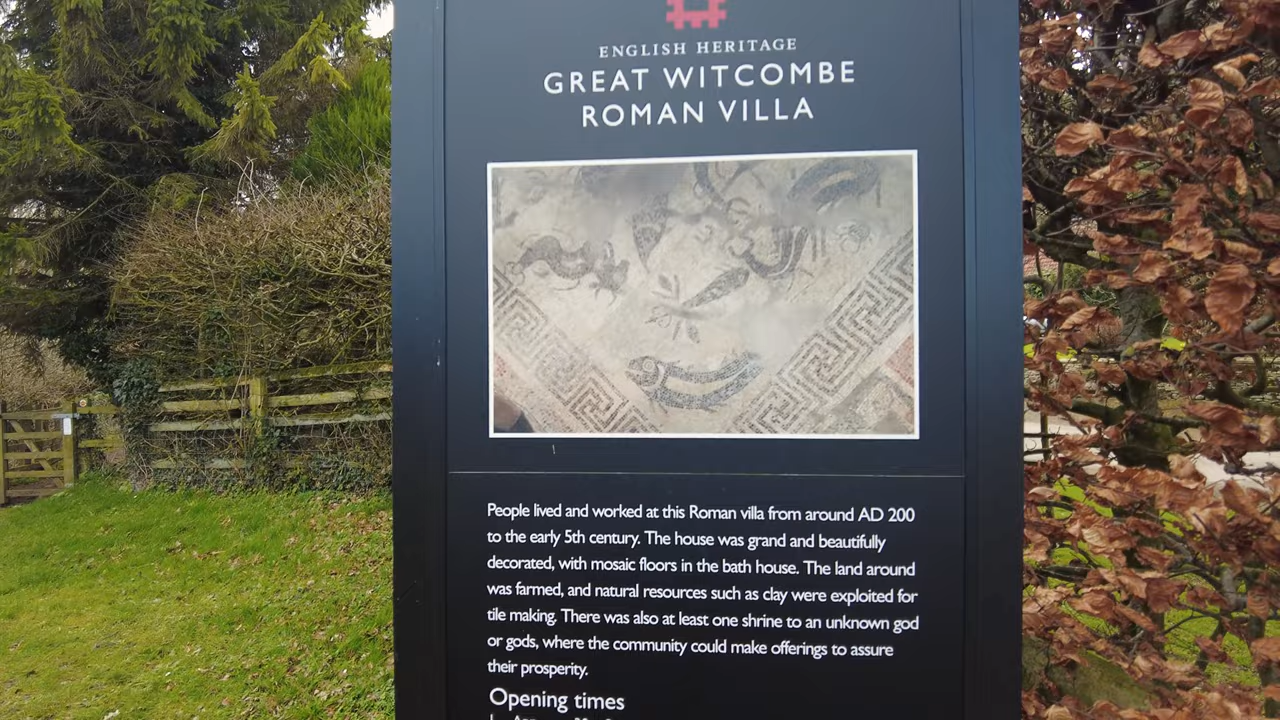 ENGLISH HERITAGE
GREAT WITCOMBE
ROMAN VILLA
People lived and worked at this Roman villa from around AD 200
to the early 5th century. The house was grand and beautifully
decorated, with mosaic floors in the bath house. The land around
was farmed, and natural resources such as clay were exploited for
tile making. There was also at least one shrine to an unknown god
or gods, where the community could make offerings to assure
their prosperity.
Opening times